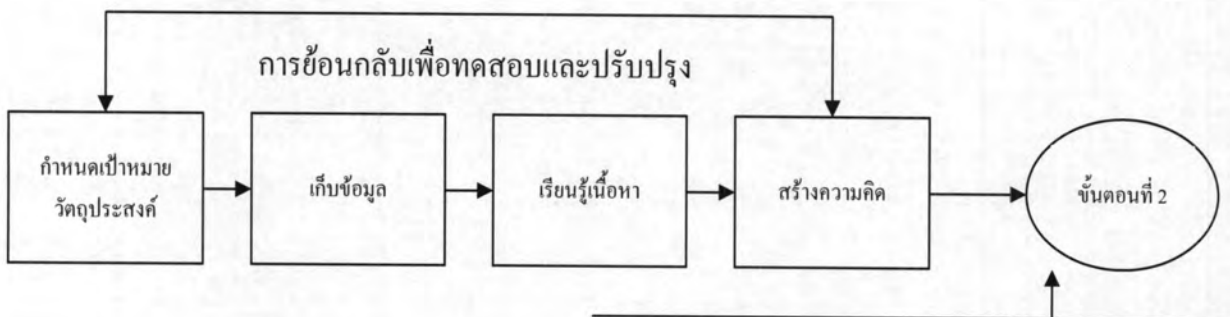 การย้อนกลับเพื่อทดสอบและปรับปรุง
กำหนดเป้าหมาย
วัตถุประสงค์
เก็บข้อมูล
เรียนรู้เนื้อหา
สร้างความคิด
ขั้นตอนที่ 2